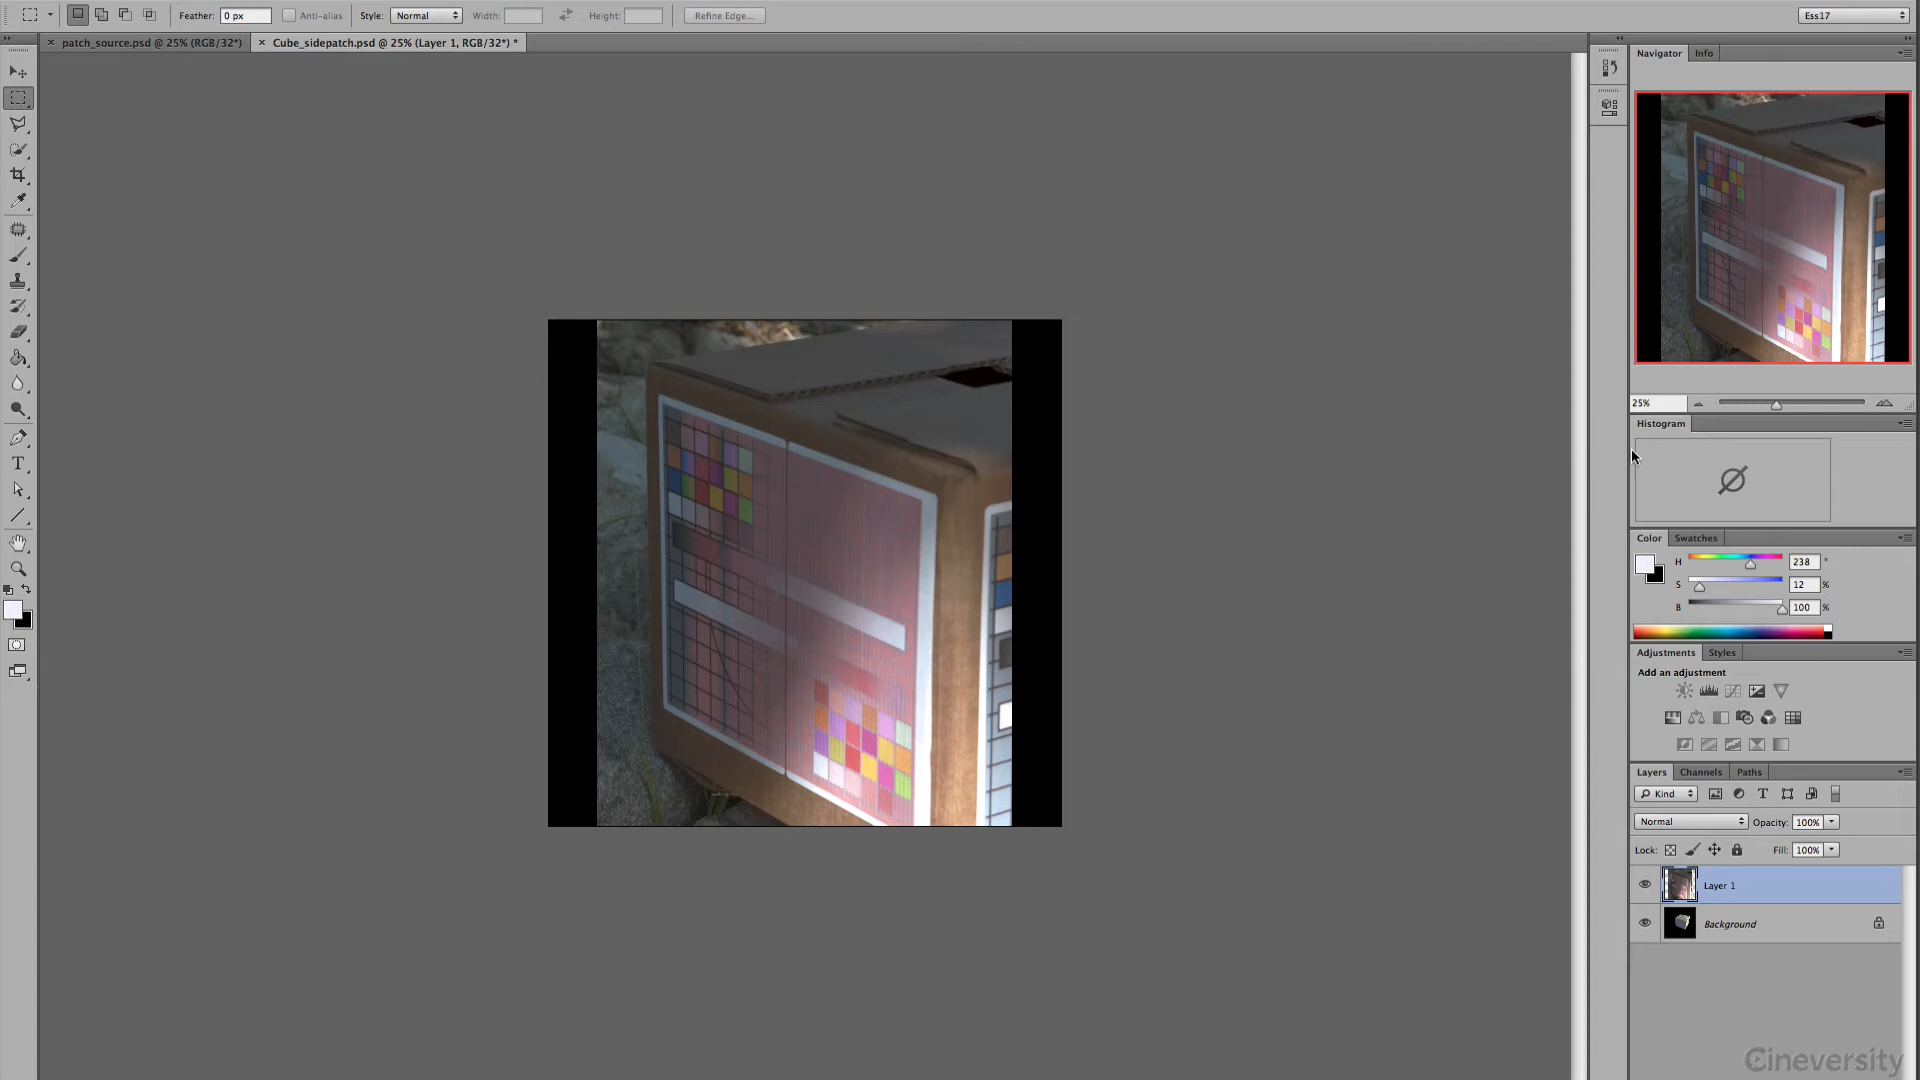 Feather: 0 px Anti-alias Style: Normal Width: Height: Refine Edge... Ess17
patch_source.psd @ 25% (RGB/32*) Cube_sidepatch.psd @ 25% (Layer 1, RGB/32*) *
Navigator Info
25%
Histogram
Color Swatches
H 238 °
S 12 %
B 100 %
Adjustments Styles
Add an adjustment
Layers Channels Paths
Kind
Normal Opacity: 100%
Lock: Fill: 100%
Layer 1
Background
Cineversity